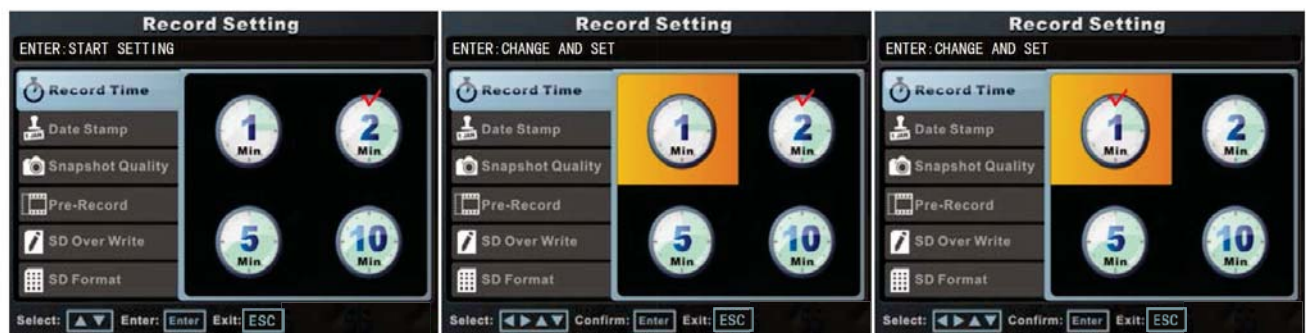 Record Setting
ENTER:START SETTING
Record Time
Date Stamp
Snapshot Quality
Pre-Record
SD Over Write
SD Format
1 Min
2 Min
5 Min
10 Min
Select: ▲ ▼ Enter: Enter Exit: ESC
Record Setting
ENTER:CHANGE AND SET
Record Time
Date Stamp
Snapshot Quality
Pre-Record
SD Over Write
SD Format
1 Min
2 Min
5 Min
10 Min
Select: ◀ ▶ ▲ ▼ Confirm: Enter Exit: ESC
Record Setting
ENTER:CHANGE AND SET
Record Time
Date Stamp
Snapshot Quality
Pre-Record
SD Over Write
SD Format
1 Min
2 Min
5 Min
10 Min
Select: ◀ ▶ ▲ ▼ Confirm: Enter Exit: ESC